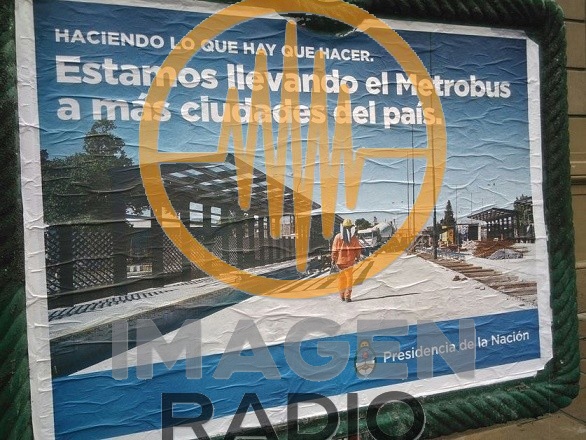 HACIENDO LO QUE HAY QUE HACER.
Estamos llevando el Metrobus
a más ciudades del país.
Presidencia de la Nación
IMAGEN
RADIO